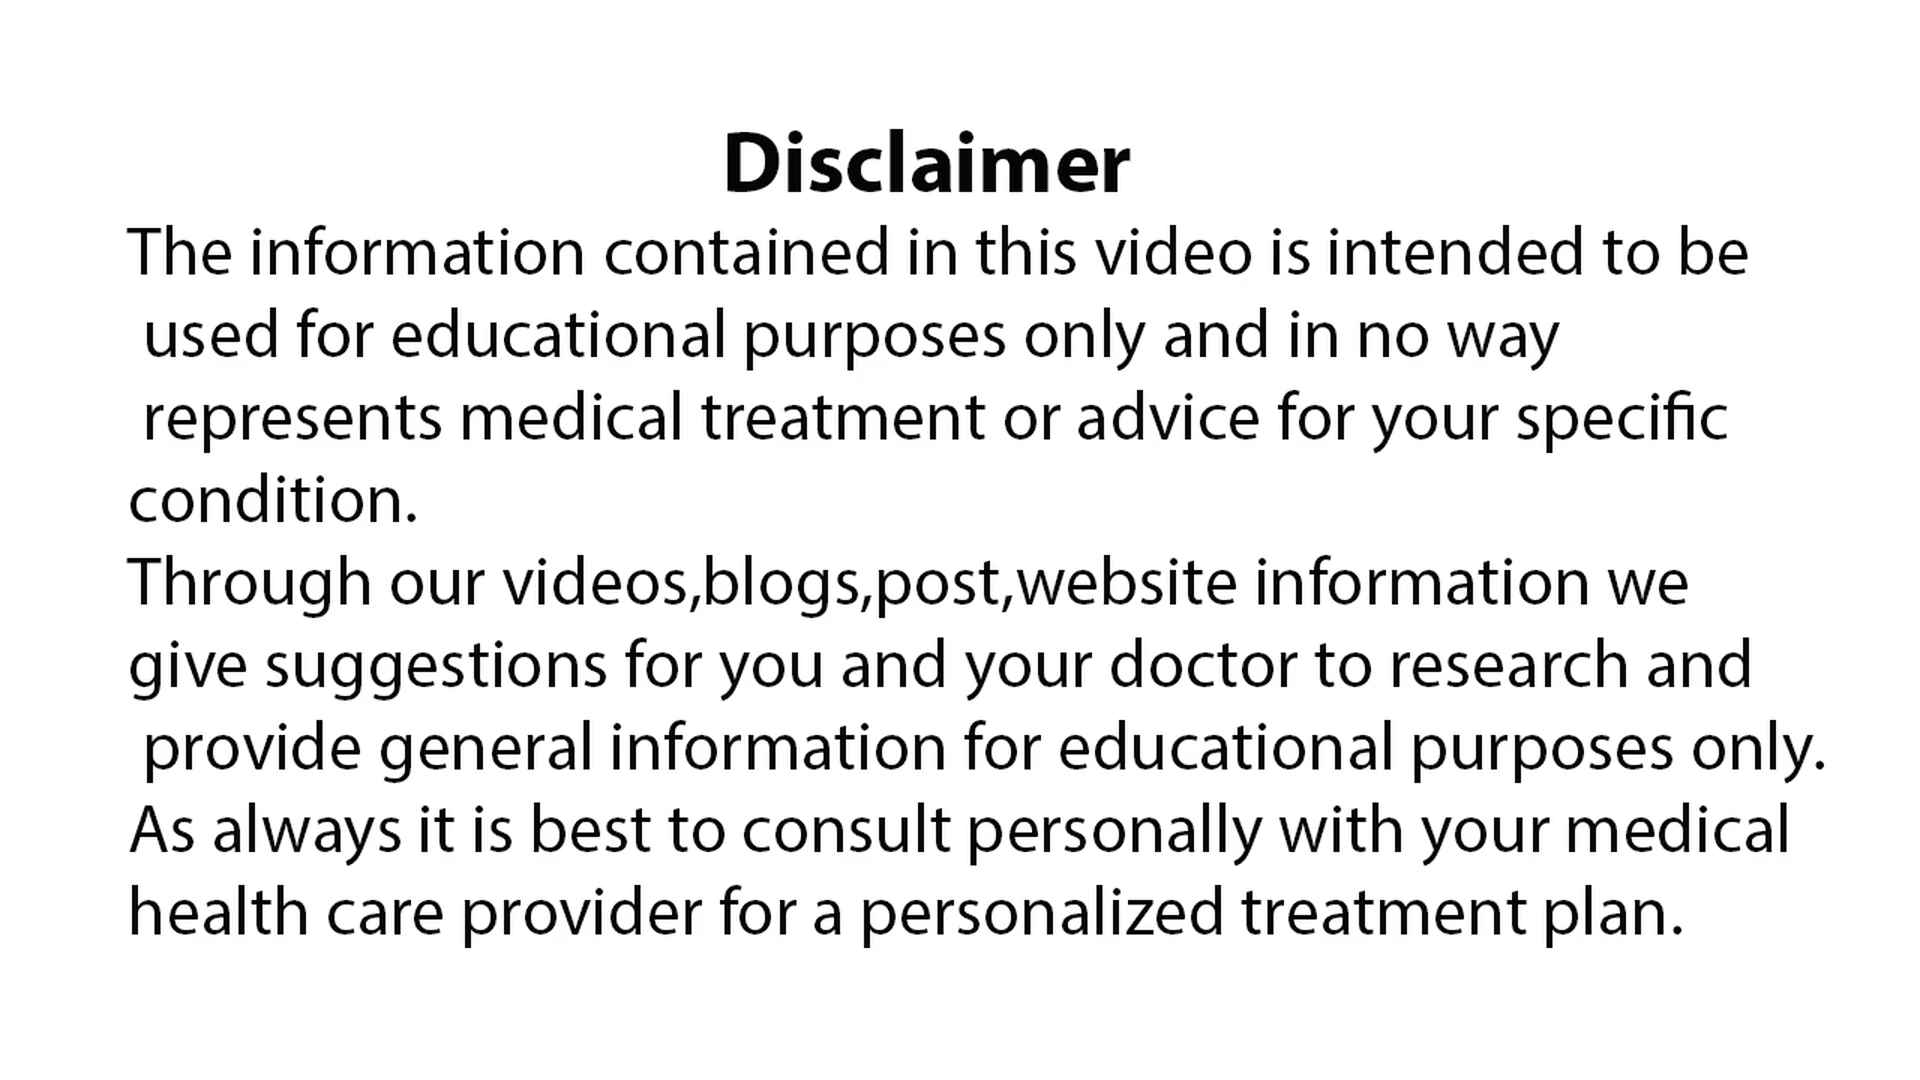 Disclaimer
The information contained in this video is intended to be
used for educational purposes only and in no way
represents medical treatment or advice for your specific
condition.
Through our videos,blogs,post,website information we
give suggestions for you and your doctor to research and
provide general information for educational purposes only.
As always it is best to consult personally with your medical
health care provider for a personalized treatment plan.